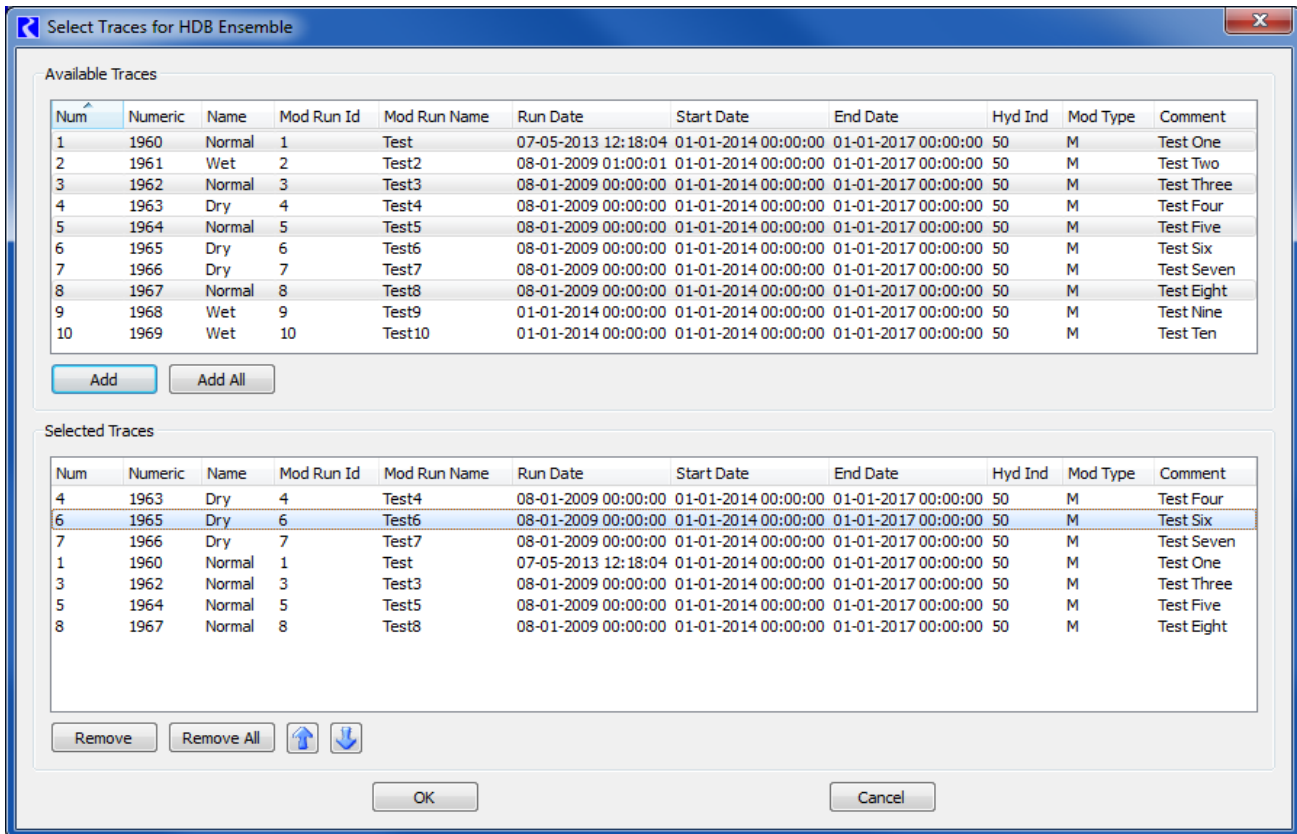 Select Traces for HDB Ensemble
Available Traces
Num Numeric Name Mod Run Id Mod Run Name Run Date Start Date End Date Hyd Ind Mod Type Comment
1 1960 Normal 1 Test 07-05-2013 12:18:04 01-01-2014 00:00:00 01-01-2017 00:00:00 50 M Test One
2 1961 Wet 2 Test2 08-01-2009 01:00:01 01-01-2014 00:00:00 01-01-2017 00:00:00 50 M Test Two
3 1962 Normal 3 Test3 08-01-2009 00:00:00 01-01-2014 00:00:00 01-01-2017 00:00:00 50 M Test Three
4 1963 Dry 4 Test4 08-01-2009 00:00:00 01-01-2014 00:00:00 01-01-2017 00:00:00 50 M Test Four
5 1964 Normal 5 Test5 08-01-2009 00:00:00 01-01-2014 00:00:00 01-01-2017 00:00:00 50 M Test Five
6 1965 Dry 6 Test6 08-01-2009 00:00:00 01-01-2014 00:00:00 01-01-2017 00:00:00 50 M Test Six
7 1966 Dry 7 Test7 08-01-2009 00:00:00 01-01-2014 00:00:00 01-01-2017 00:00:00 50 M Test Seven
8 1967 Normal 8 Test8 08-01-2009 00:00:00 01-01-2014 00:00:00 01-01-2017 00:00:00 50 M Test Eight
9 1968 Wet 9 Test9 01-01-2014 00:00:00 01-01-2014 00:00:00 01-01-2017 00:00:00 50 M Test Nine
10 1969 Wet 10 Test10 01-01-2014 00:00:00 01-01-2014 00:00:00 01-01-2017 00:00:00 50 M Test Ten
Add Add All
Selected Traces
Num Numeric Name Mod Run Id Mod Run Name Run Date Start Date End Date Hyd Ind Mod Type Comment
4 1963 Dry 4 Test4 08-01-2009 00:00:00 01-01-2014 00:00:00 01-01-2017 00:00:00 50 M Test Four
6 1965 Dry 6 Test6 08-01-2009 00:00:00 01-01-2014 00:00:00 01-01-2017 00:00:00 50 M Test Six
7 1966 Dry 7 Test7 08-01-2009 00:00:00 01-01-2014 00:00:00 01-01-2017 00:00:00 50 M Test Seven
1 1960 Normal 1 Test 07-05-2013 12:18:04 01-01-2014 00:00:00 01-01-2017 00:00:00 50 M Test One
3 1962 Normal 3 Test3 08-01-2009 00:00:00 01-01-2014 00:00:00 01-01-2017 00:00:00 50 M Test Three
5 1964 Normal 5 Test5 08-01-2009 00:00:00 01-01-2014 00:00:00 01-01-2017 00:00:00 50 M Test Five
8 1967 Normal 8 Test8 08-01-2009 00:00:00 01-01-2014 00:00:00 01-01-2017 00:00:00 50 M Test Eight
Remove Remove All
OK Cancel